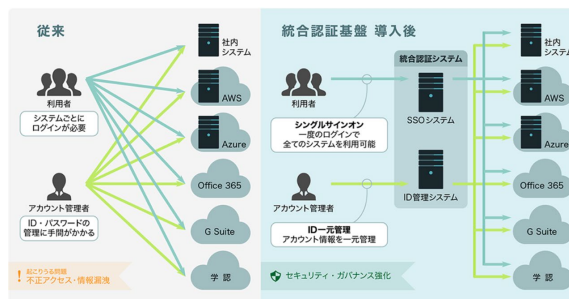 従来
利用者
システムごとに
ログインが必要
アカウント管理者
ID・パスワードの
管理に手間がかかる
社内
システム
AWS
Azure
Office 365
G Suite
学認
起こりうる問題
不正アクセス・情報漏洩
統合認証基盤 導入後
統合認証システム
利用者
SSOシステム
シングルサインオン
一度のログインで
全てのシステムを利用可能
アカウント管理者
ID管理システム
ID一元管理
アカウント情報を一元管理
社内
システム
AWS
Azure
Office 365
G Suite
学認
セキュリティ・ガバナンス強化